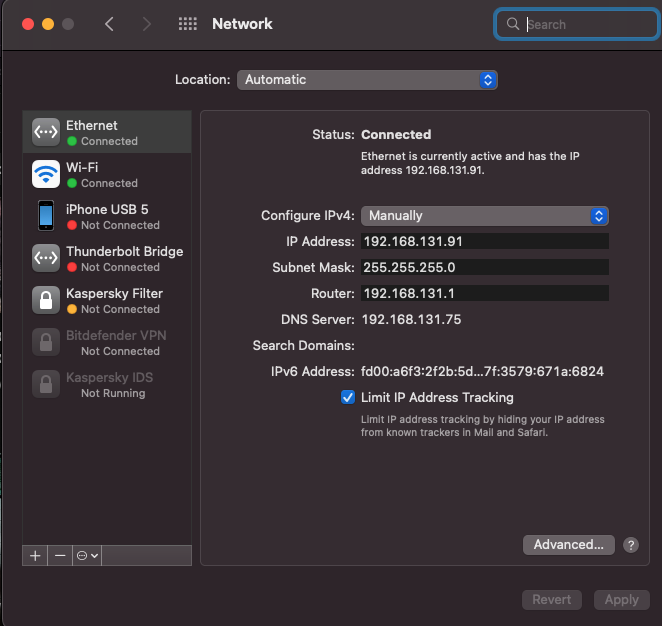 Network
Search
Location: Automatic
Ethernet
Connected
Wi-Fi
Connected
iPhone USB 5
Not Connected
Thunderbolt Bridge
Not Connected
Kaspersky Filter
Not Connected
Bitdefender VPN
Not Connected
Kaspersky IDS
Not Running
Status: Connected
Ethernet is currently active and has the IP
address 192.168.131.91.
Configure IPv4: Manually
IP Address: 192.168.131.91
Subnet Mask: 255.255.255.0
Router: 192.168.131.1
DNS Server: 192.168.131.75
Search Domains:
IPv6 Address: fd00:a6f3:2f2b:5d...7f:3579:671a:6824
Limit IP Address Tracking
Limit IP address tracking by hiding your IP address
from known trackers in Mail and Safari.
Advanced...
?
Revert
Apply